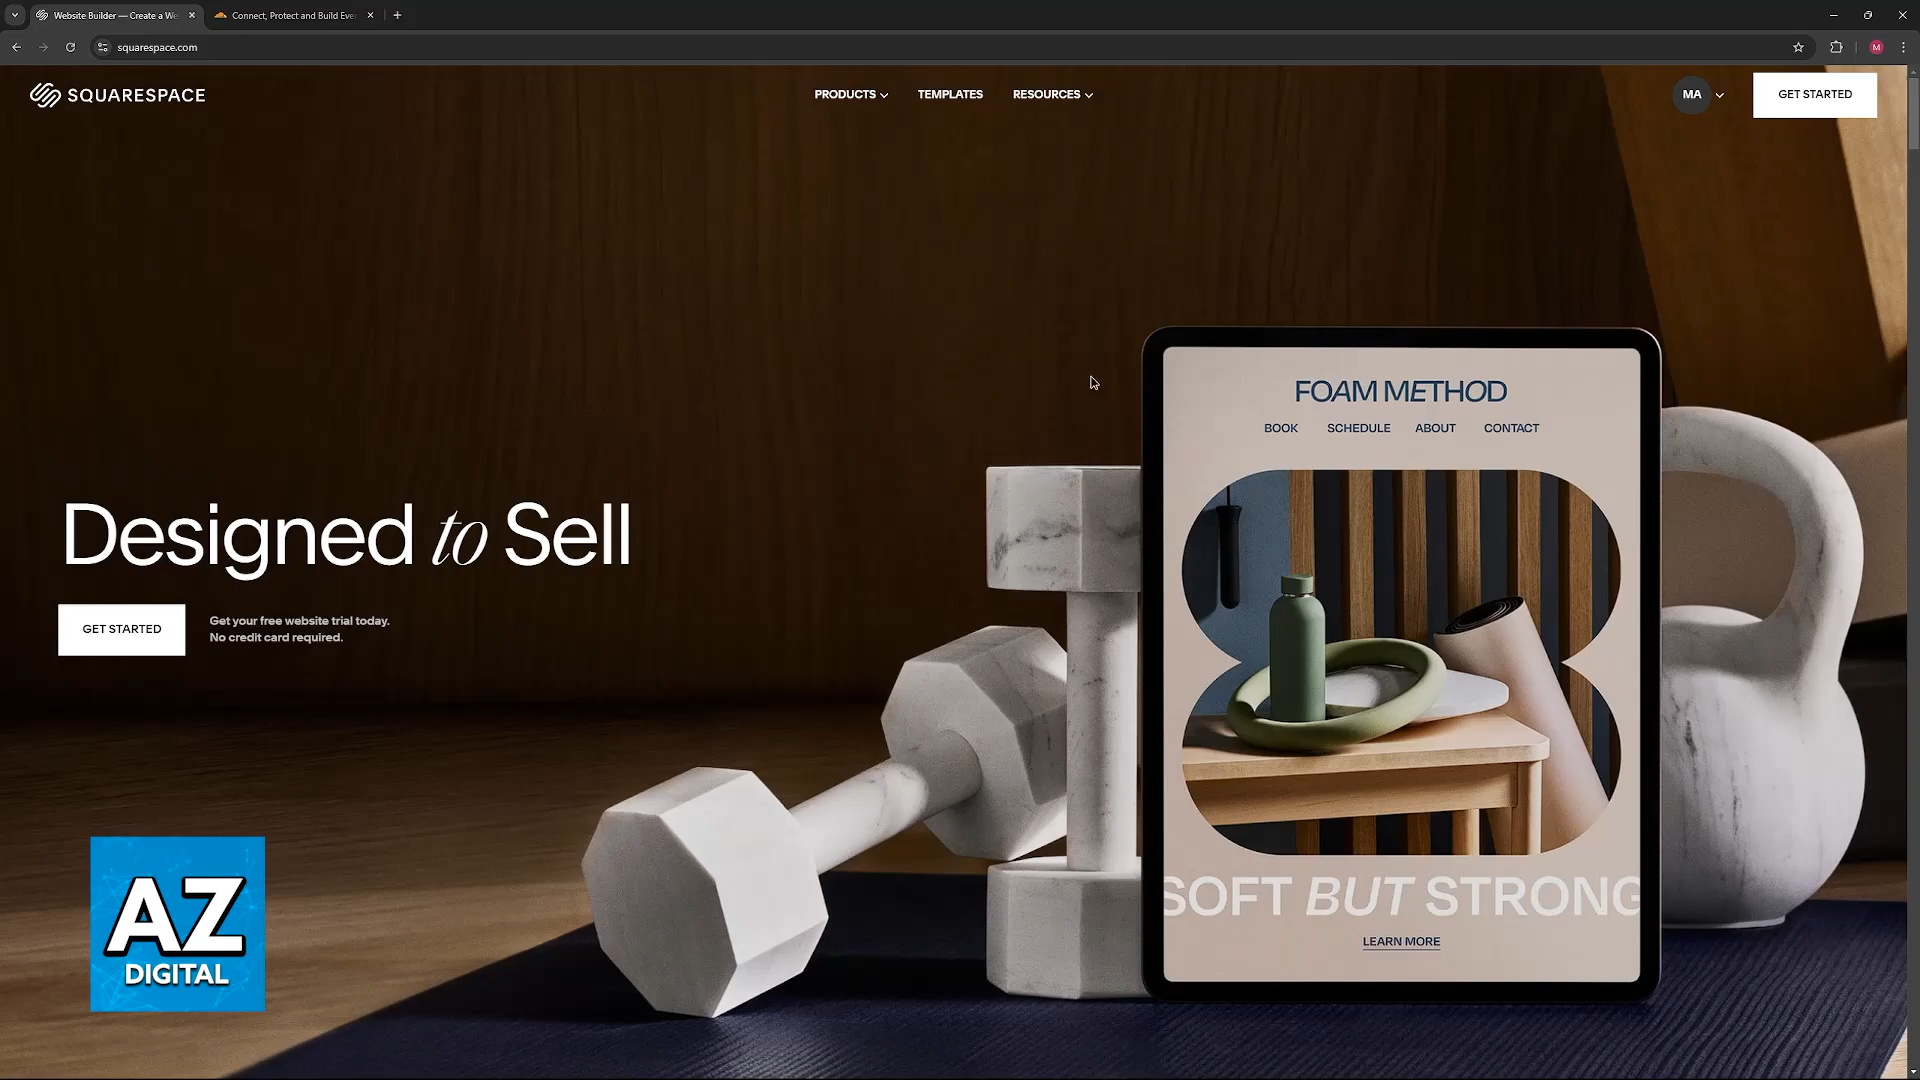 Website Builder — Create a We
Connect, Protect and Build Ever
squarespace.com
M
SQUARESPACE
PRODUCTS
TEMPLATES
RESOURCES
MA
GET STARTED
FOAM METHOD
BOOK
SCHEDULE
ABOUT
CONTACT
Designed to Sell
GET STARTED
Get your free website trial today.
No credit card required.
SOFT BUT STRONG
LEARN MORE
AZ
DIGITAL